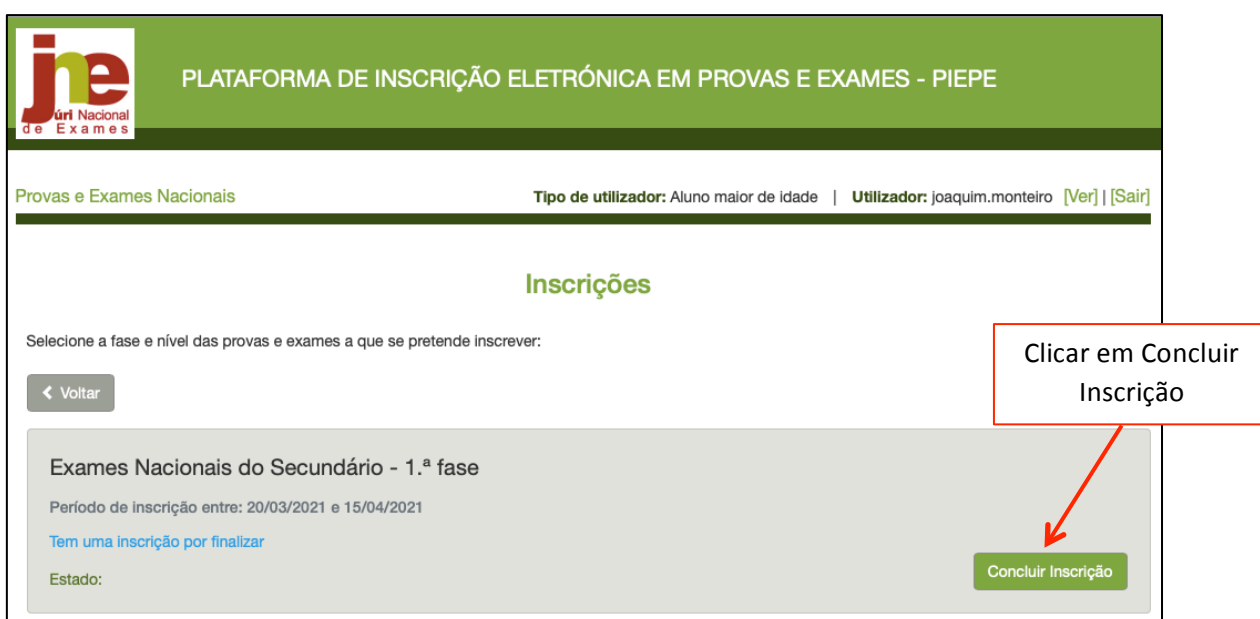 jne
úri Nacional
de Exames
PLATAFORMA DE INSCRIÇÃO ELETRÓNICA EM PROVAS E EXAMES - PIEPE
Provas e Exames Nacionais
Tipo de utilizador: Aluno maior de idade | Utilizador: joaquim.monteiro [Ver] | [Sair]
Inscrições
Selecione a fase e nível das provas e exames a que se pretende inscrever:
Clicar em Concluir
Inscrição
Voltar
Exames Nacionais do Secundário - 1.ª fase
Período de inscrição entre: 20/03/2021 e 15/04/2021
Tem uma inscrição por finalizar
Estado:
Concluir Inscrição